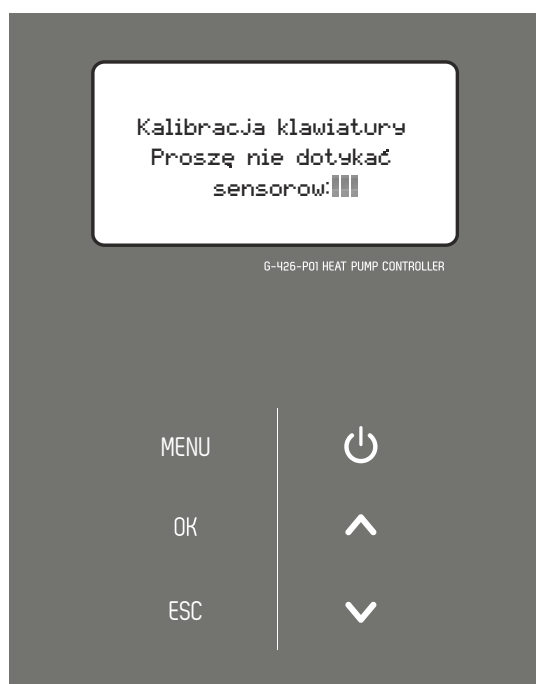 Kalibracja klawiatury
Proszę nie dotykać
sensorow:
G-426-P01 HEAT PUMP CONTROLLER
MENU
OK
ESC